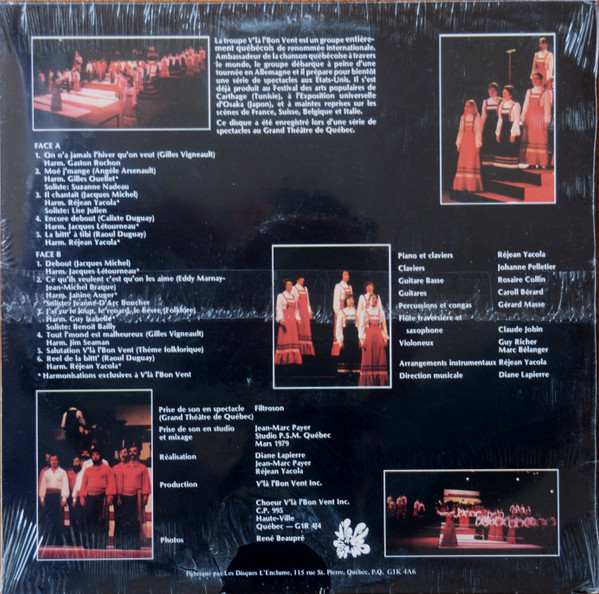 La troupe V'là l'Bon Vent est un groupe entière-
ment québécois de renommée internationale.
Ambassadeur de la chanson québécoise à travers
le monde, le groupe débarque à peine d'une
tournée en Allemagne et il prépare pour bientôt
une série de spectacles aux États-Unis. Il s'est
déjà produit au Festival des arts populaires de
Carthage (Tunisie), à l'Exposition universelle
d'Osaka (Japon), et à maintes reprises sur les
scènes de France, Suisse, Belgique et Italie.
Ce disque a été enregistré lors d'une série de
spectacles au Grand Théâtre de Québec.
FACE A
1. On n'a jamais l'hiver qu'on veut (Gilles Vigneault)
Harm. Gaston Rochon
2. Moé j'mange (Angèle Arsenault)
Harm. Gilles Ouellet*
Soliste: Suzanne Nadeau
3. Il chantait (Jacques Michel)
Harm. Réjean Yacola*
Soliste: Lise Julien
4. Encore debout (Caliste Duguay)
Harm. Jacques Létourneau*
5. La bitt' à tibi (Raoul Duguay)
Harm. Réjean Yacola*
FACE B
1. Debout (Jacques Michel)
Harm. Jacques Létourneau*
2. Ce qu'ils veulent c'est qu'on les aime (Eddy Marnay-
Jean-Michel Braque)
Harm. Janine Auger*
Soliste: Jeanne-D'Arc Boucher
3. J'ai vu le loup, le renard, le lièvre (Folklore)
Harm. Guy Isabelle*
Soliste: Benoit Bailly
4. Tout l'mond est malheureux (Gilles Vigneault)
Harm. Jim Seaman
5. Salutation V'là l'Bon Vent (Thème folklorique)
6. Reel de la bitt' (Raoul Duguay)
Harm. Réjean Yacola*
* Harmonisations exclusives à V'là l'Bon Vent
Piano et claviers Réjean Yacola
Claviers Johanne Pelletier
Guitare Basse Rosaire Collin
Guitares Caroll Bérard
Percussions et congas Gérard Masse
Flûte traversière et
saxophone Claude Jobin
Violoneux Guy Richer
Marc Bélanger
Arrangements instrumentaux Réjean Yacola
Direction musicale Diane Lapierre
Prise de son en spectacle Filtroson
(Grand Théâtre de Québec)
Prise de son en studio Jean-Marc Payer
et mixage Studio P.S.M. Québec
Mars 1979
Réalisation Diane Lapierre
Jean-Marc Payer
Réjean Yacola
Production V'là l'Bon Vent Inc.
Choeur V'là l'Bon Vent Inc.
C.P. 995
Haute-Ville
Québec — G1R 4J4
Photos René Beaupré
Fabriqué par Les Disques L'Enclume, 115 rue St. Pierre, Québec, P.Q. G1K 4A6